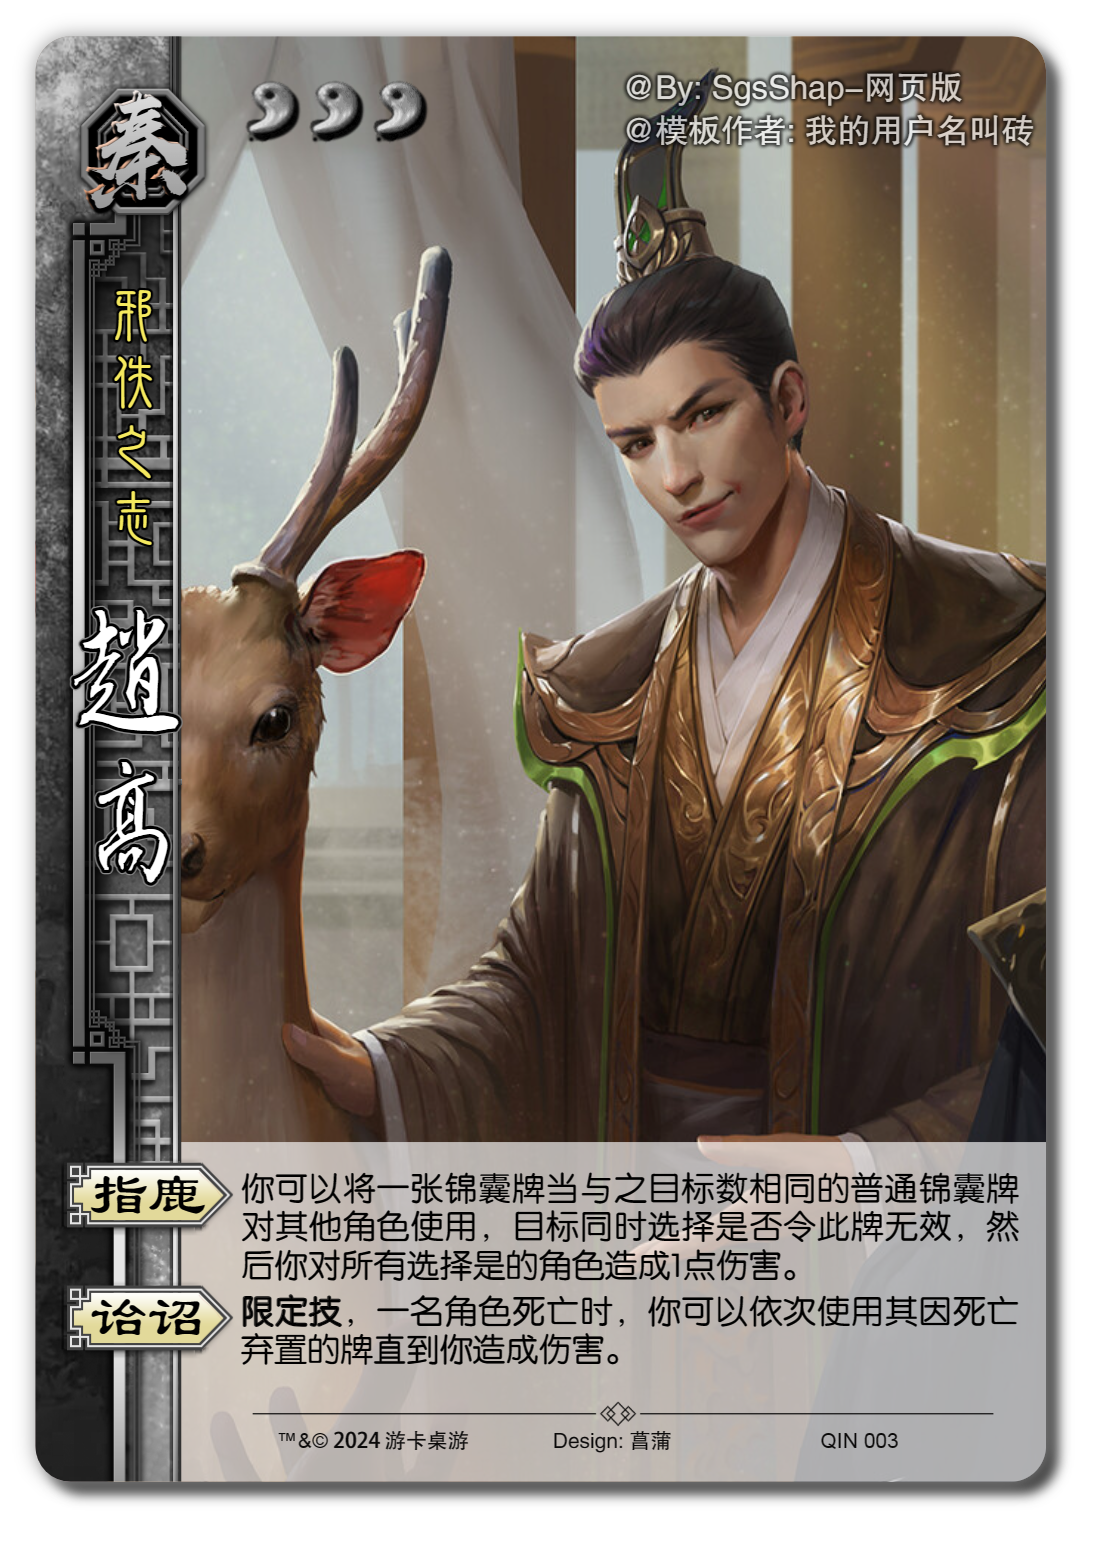 @By: SgsShap-网页版
@模板作者: 我的用户名叫砖
秦
邪佚之志
趙高
指鹿
你可以将一张锦囊牌当与之目标数相同的普通锦囊牌
对其他角色使用，目标同时选择是否令此牌无效，然
后你对所有选择是的角色造成1点伤害。
诒诏
限定技，一名角色死亡时，你可以依次使用其因死亡
弃置的牌直到你造成伤害。
™&© 2024 游卡桌游
Design: 菖蒲
QIN 003